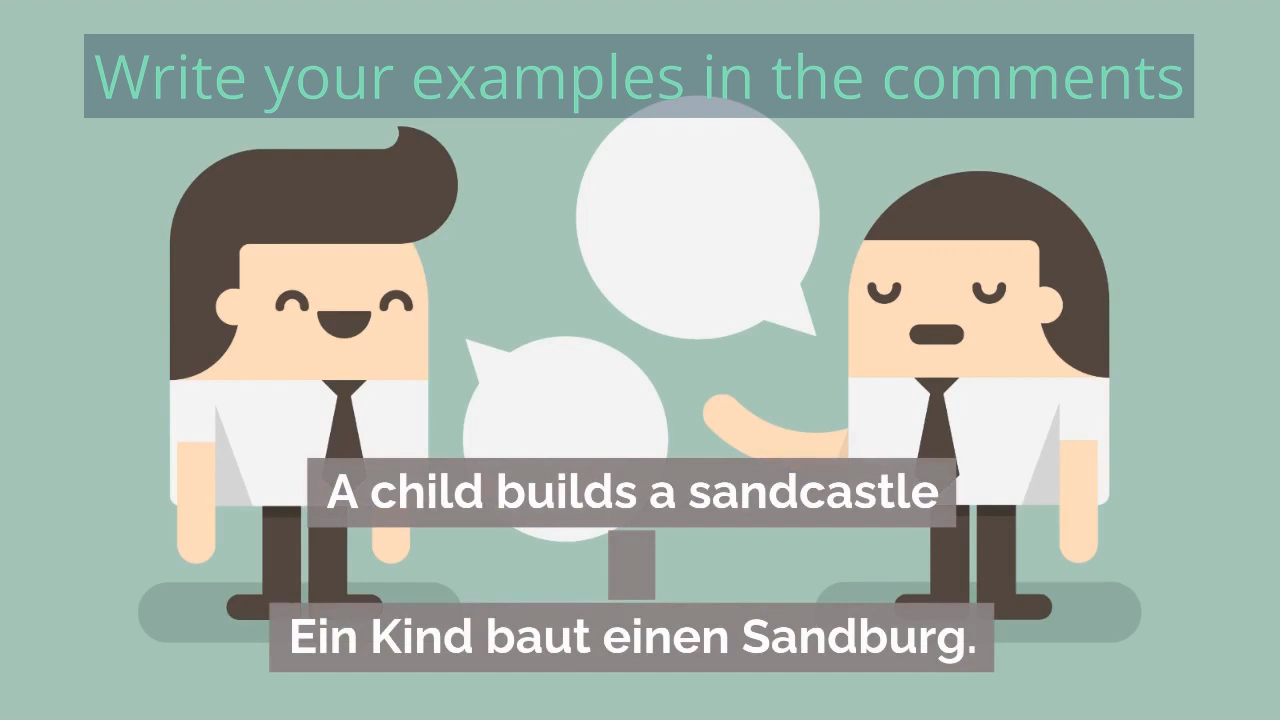 Write your examples in the comments
A child builds a sandcastle
Ein Kind baut einen Sandburg.